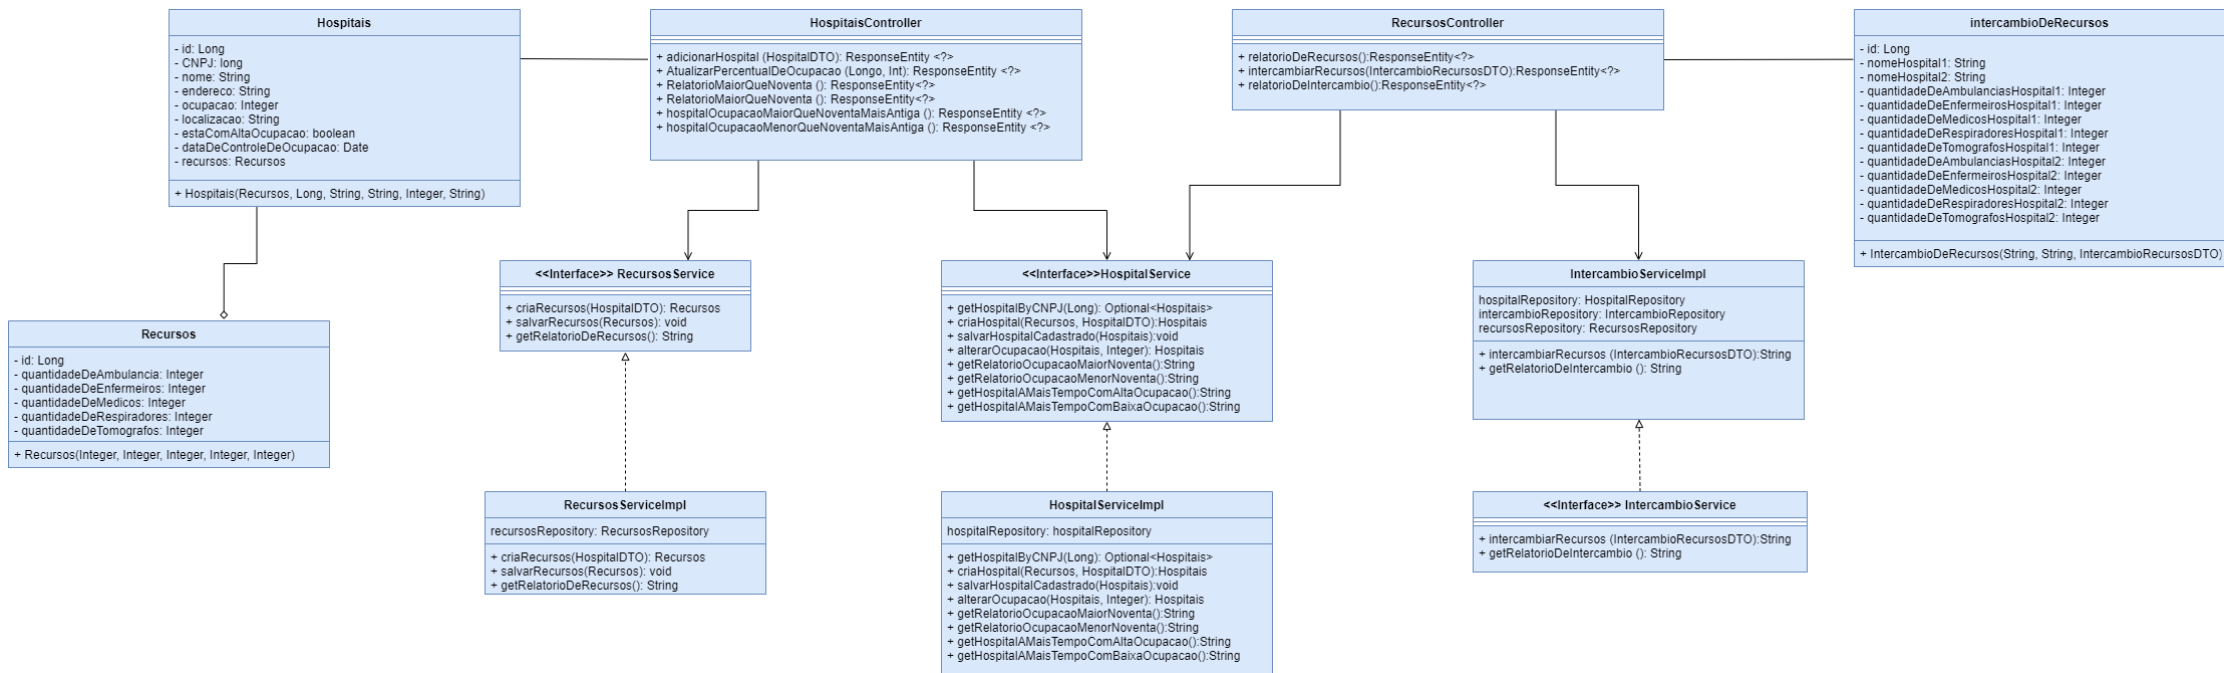 Hospitais
- id: Long
- CNPJ: long
- nome: String
- endereco: String
- ocupacao: Integer
- localizacao: String
- estaComAltaOcupacao: boolean
- dataDeControleDeOcupacao: Date
- recursos: Recursos
+ Hospitais(Recursos, Long, String, String, Integer, String)
HospitaisController
+ adicionarHospital (HospitalDTO): ResponseEntity <?>
+ AtualizarPercentualDeOcupacao (Longo, Int): ResponseEntity <?>
+ RelatorioMaiorQueNoventa (): ResponseEntity<?>
+ RelatorioMaiorQueNoventa (): ResponseEntity<?>
+ hospitalOcupacaoMaiorQueNoventaMaisAntiga (): ResponseEntity <?>
+ hospitalOcupacaoMenorQueNoventaMaisAntiga (): ResponseEntity <?>
RecursosController
+ relatorioDeRecursos():ResponseEntity<?>
+ intercambiarRecursos(IntercambioRecursosDTO):ResponseEntity<?>
+ relatorioDeIntercambio():ResponseEntity<?>
intercambioDeRecursos
- id: Long
- nomeHospital1: String
- nomeHospital2: String
- quantidadeDeAmbulanciasHospital1: Integer
- quantidadeDeEnfermeirosHospital1: Integer
- quantidadeDeMedicosHospital1: Integer
- quantidadeDeRespiradoresHospital1: Integer
- quantidadeDeTomografosHospital1: Integer
- quantidadeDeAmbulanciasHospital2: Integer
- quantidadeDeEnfermeirosHospital2: Integer
- quantidadeDeMedicosHospital2: Integer
- quantidadeDeRespiradoresHospital2: Integer
- quantidadeDeTomografosHospital2: Integer
+ IntercambioDeRecursos(String, String, IntercambioRecursosDTO)
<<Interface>> RecursosService
+ criaRecursos(HospitalDTO): Recursos
+ salvarRecursos(Recursos): void
+ getRelatorioDeRecursos(): String
<<Interface>>HospitalService
+ getHospitalByCNPJ(Long): Optional<Hospitais>
+ criaHospital(Recursos, HospitalDTO):Hospitais
+ salvarHospitalCadastrado(Hospitais):void
+ alterarOcupacao(Hospitais, Integer): Hospitais
+ getRelatorioOcupacaoMaiorNoventa():String
+ getRelatorioOcupacaoMenorNoventa():String
+ getHospitalAMaisTempoComAltaOcupacao():String
+ getHospitalAMaisTempoComBaixaOcupacao():String
IntercambioServiceImpl
hospitalRepository: HospitalRepository
intercambioRepository: IntercambioRepository
recursosRepository: RecursosRepository
+ intercambiarRecursos (IntercambioRecursosDTO):String
+ getRelatorioDeIntercambio (): String
Recursos
- id: Long
- quantidadeDeAmbulancia: Integer
- quantidadeDeEnfermeiros: Integer
- quantidadeDeMedicos: Integer
- quantidadeDeRespiradores: Integer
- quantidadeDeTomografos: Integer
+ Recursos(Integer, Integer, Integer, Integer, Integer)
RecursosServiceImpl
recursosRepository: RecursosRepository
+ criaRecursos(HospitalDTO): Recursos
+ salvarRecursos(Recursos): void
+ getRelatorioDeRecursos(): String
HospitalServiceImpl
hospitalRepository: hospitalRepository
+ getHospitalByCNPJ(Long): Optional<Hospitais>
+ criaHospital(Recursos, HospitalDTO):Hospitais
+ salvarHospitalCadastrado(Hospitais):void
+ alterarOcupacao(Hospitais, Integer): Hospitais
+ getRelatorioOcupacaoMaiorNoventa():String
+ getRelatorioOcupacaoMenorNoventa():String
+ getHospitalAMaisTempoComAltaOcupacao():String
+ getHospitalAMaisTempoComBaixaOcupacao():String
<<Interface>> IntercambioService
+ intercambiarRecursos (IntercambioRecursosDTO):String
+ getRelatorioDeIntercambio (): String